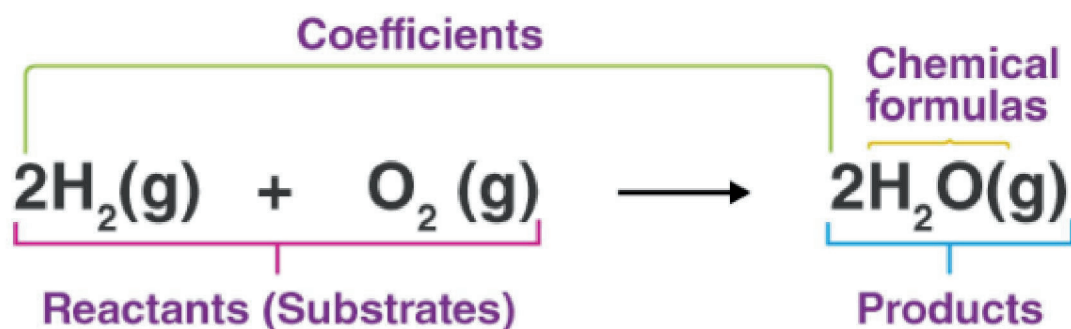 Coefficients
Chemical
formulas
2H₂(g) + O₂ (g) ⟶ 2H₂O(g)
Reactants (Substrates)
Products